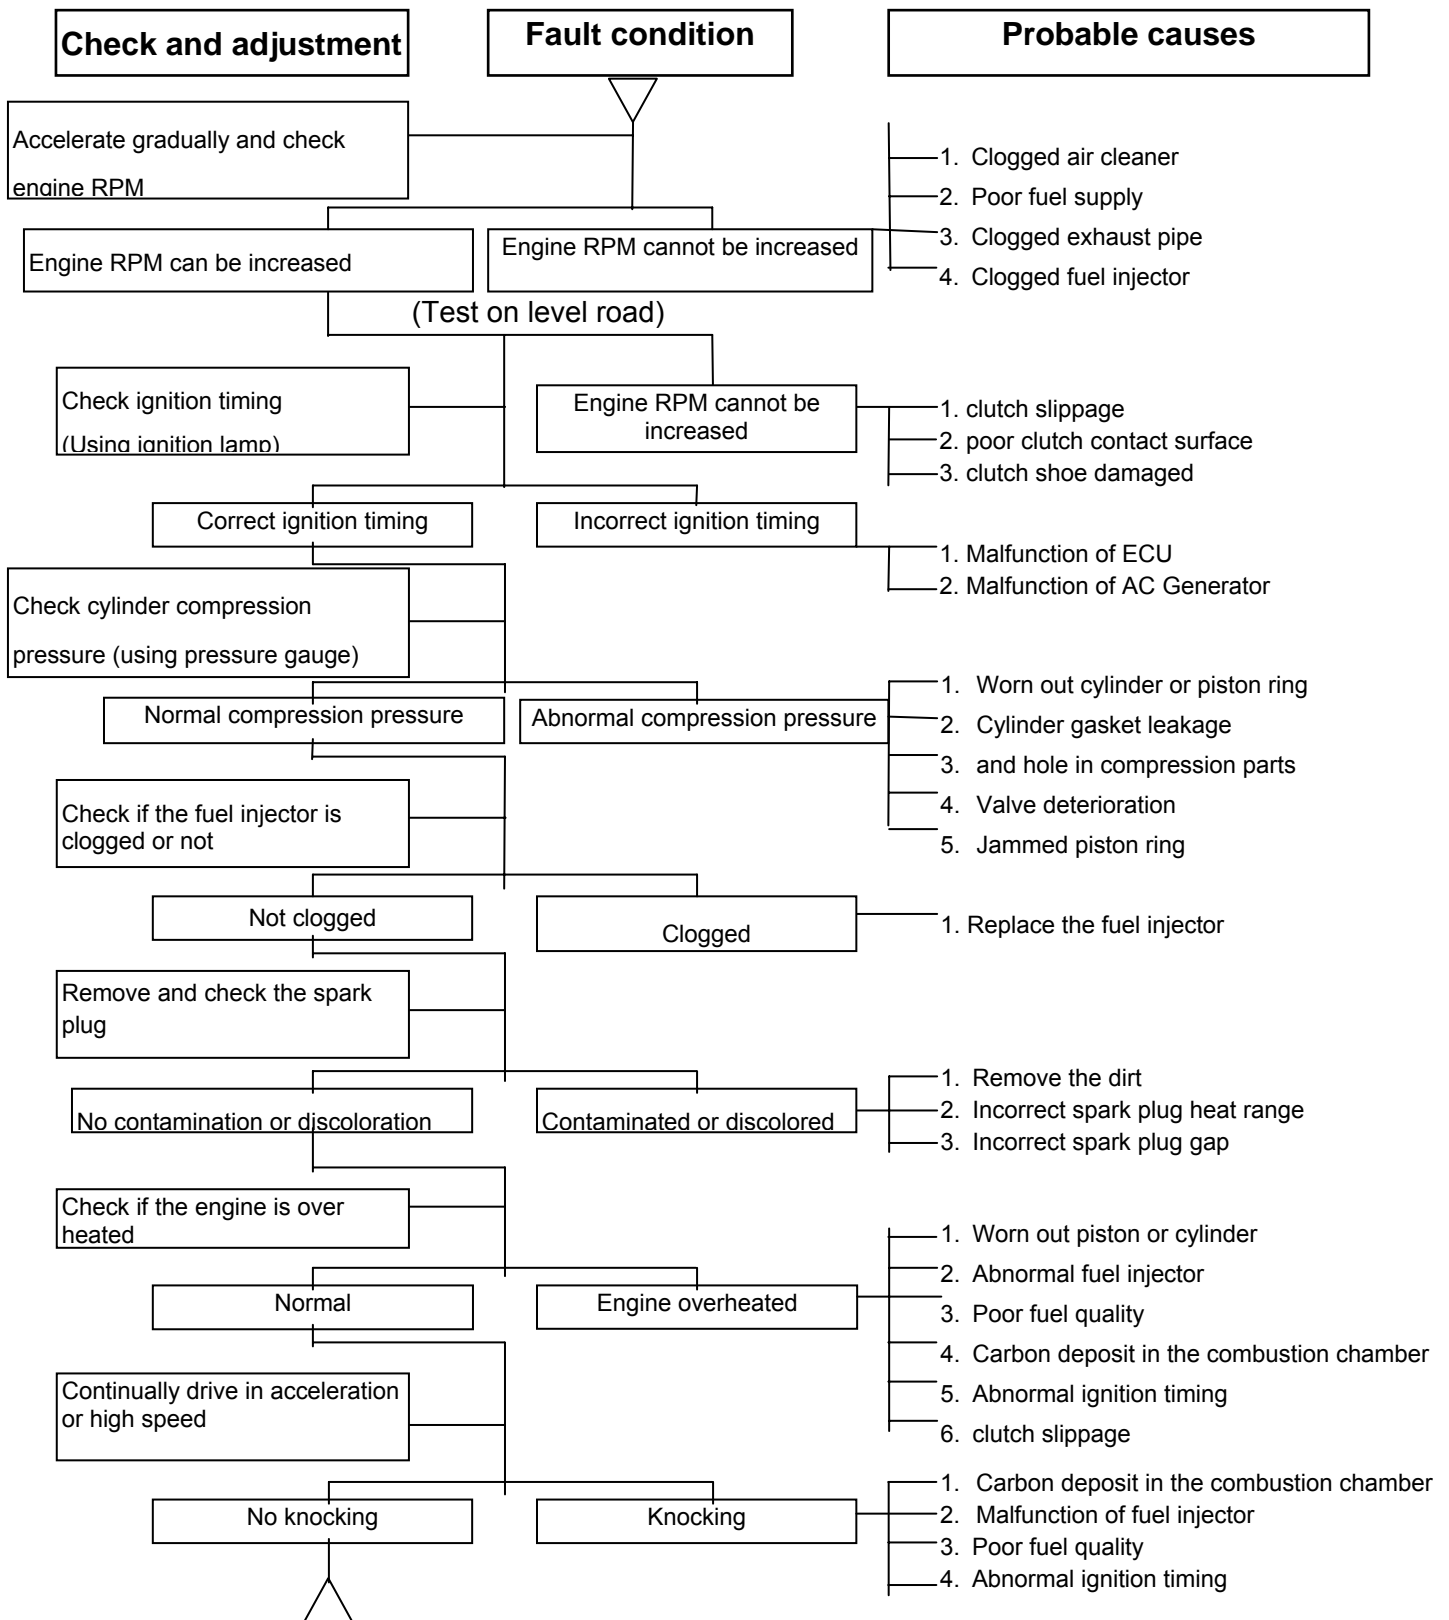 Check and adjustment
Fault condition
Probable causes
Accelerate gradually and check
engine RPM
1. Clogged air cleaner
2. Poor fuel supply
3. Clogged exhaust pipe
4. Clogged fuel injector
Engine RPM can be increased
Engine RPM cannot be increased
(Test on level road)
Check ignition timing
(Using ignition lamp)
Engine RPM cannot be
increased
1. clutch slippage
2. poor clutch contact surface
3. clutch shoe damaged
Correct ignition timing
Incorrect ignition timing
1. Malfunction of ECU
2. Malfunction of AC Generator
Check cylinder compression
pressure (using pressure gauge)
Normal compression pressure
Abnormal compression pressure
1. Worn out cylinder or piston ring
2. Cylinder gasket leakage
3. and hole in compression parts
4. Valve deterioration
5. Jammed piston ring
Check if the fuel injector is
clogged or not
Not clogged
Clogged
1. Replace the fuel injector
Remove and check the spark
plug
No contamination or discoloration
Contaminated or discolored
1. Remove the dirt
2. Incorrect spark plug heat range
3. Incorrect spark plug gap
Check if the engine is over
heated
Normal
Engine overheated
1. Worn out piston or cylinder
2. Abnormal fuel injector
3. Poor fuel quality
4. Carbon deposit in the combustion chamber
5. Abnormal ignition timing
6. clutch slippage
Continually drive in acceleration
or high speed
No knocking
Knocking
1. Carbon deposit in the combustion chamber
2. Malfunction of fuel injector
3. Poor fuel quality
4. Abnormal ignition timing